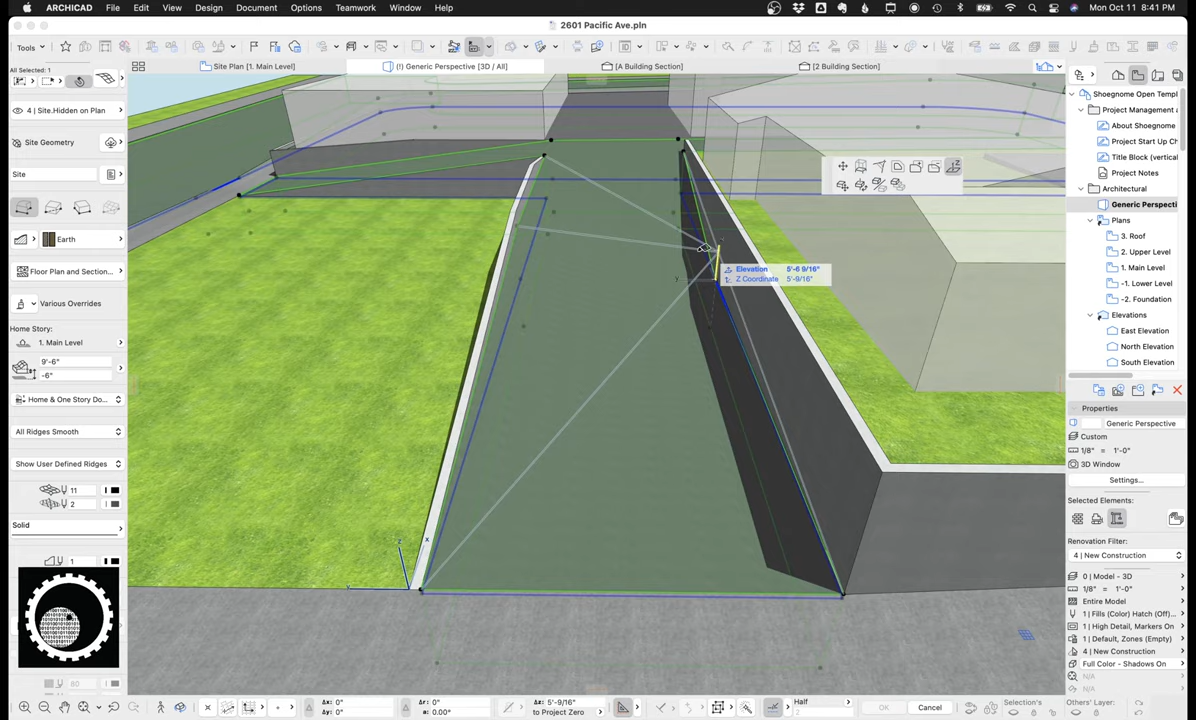 ARCHICAD File Edit View Design Document Options Teamwork Window Help
Mon Oct 11 8:41 PM
2601 Pacific Ave.pln
Tools
All Selected: 1
Site Plan [1. Main Level]
(!) Generic Perspective [3D / All]
[A Building Section]
[2 Building Section]
4 | Site.Hidden on Plan
Site Geometry
Site
Earth
Floor Plan and Section...
Various Overrides
Home Story:
1. Main Level
9'-6"
-6"
Home & One Story Do...
All Ridges Smooth
Show User Defined Ridges
11
2
Solid
1
80
Elevation 5'-6 9/16"
Z Coordinate 5'-9/16"
y
z
x
Shoegnome Open Templ
Project Management a
About Shoegnome
Project Start Up Ch
Title Block (vertical
Project Notes
Architectural
Generic Perspecti
Plans
3. Roof
2. Upper Level
1. Main Level
-1. Lower Level
-2. Foundation
Elevations
East Elevation
North Elevation
South Elevation
Properties
Generic Perspective
Custom
1/8" = 1'-0"
3D Window
Settings...
Selected Elements:
Renovation Filter:
4 | New Construction
0 | Model - 3D
1/8" = 1'-0"
Entire Model
1 | Fills (Color) Hatch (Off)...
1 | High Detail, Markers On
1 | Default, Zones (Empty)
4 | New Construction
Full Color - Shadows On
N/A
N/A
Δx: 0"
Δy: 0"
Δr: 0"
a: 0.00°
Δz: 5'-9/16"
to Project Zero
Half
2
OK
Cancel
Selection's
Others' Layer: